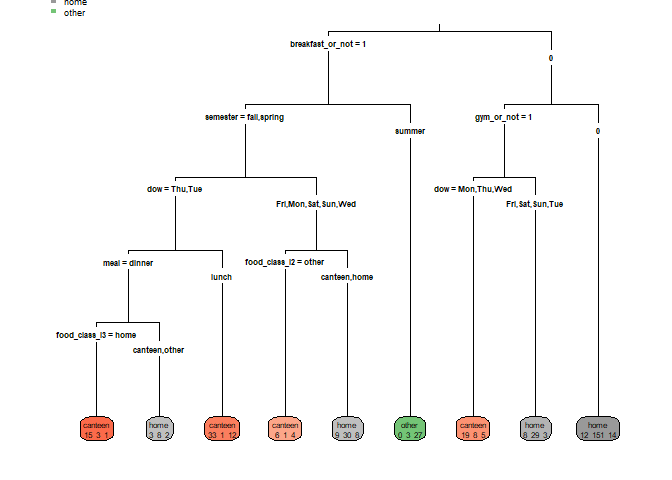 home
other
breakfast_or_not = 1
0
semester = fall,spring
summer
gym_or_not = 1
0
dow = Thu,Tue
Fri,Mon,Sat,Sun,Wed
dow = Mon,Thu,Wed
Fri,Sat,Sun,Tue
meal = dinner
lunch
food_class_l2 = other
canteen,home
food_class_l3 = home
canteen,other
canteen
15 3 1
home
3 8 2
canteen
33 1 12
canteen
6 1 4
home
9 30 8
other
0 3 27
canteen
19 8 5
home
8 29 3
home
12 151 14